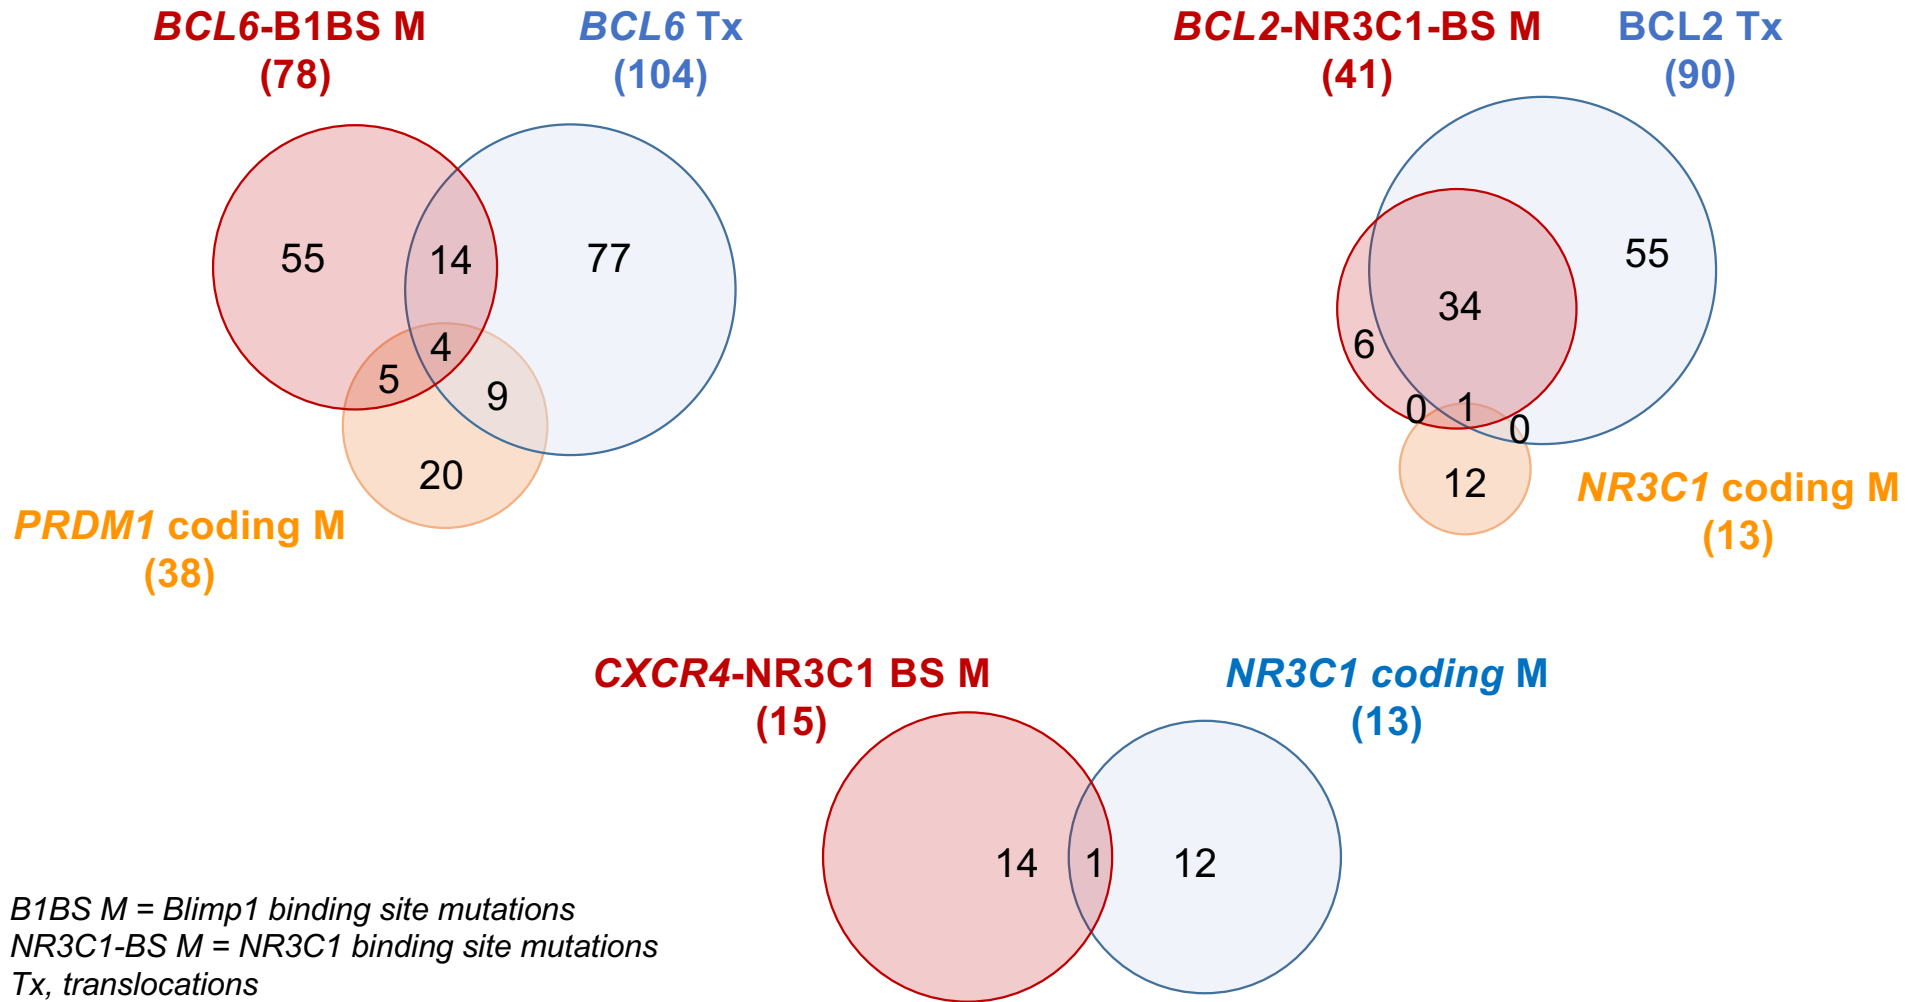 BCL6-B1BS M
(78)
BCL6 Tx
(104)
55
14
77
4
5
9
20
PRDM1 coding M
(38)
BCL2-NR3C1-BS M
(41)
BCL2 Tx
(90)
55
34
6
0
1
0
12
NR3C1 coding M
(13)
CXCR4-NR3C1 BS M
(15)
NR3C1 coding M
(13)
14
1
12
B1BS M = Blimp1 binding site mutations
NR3C1-BS M = NR3C1 binding site mutations
Tx, translocations